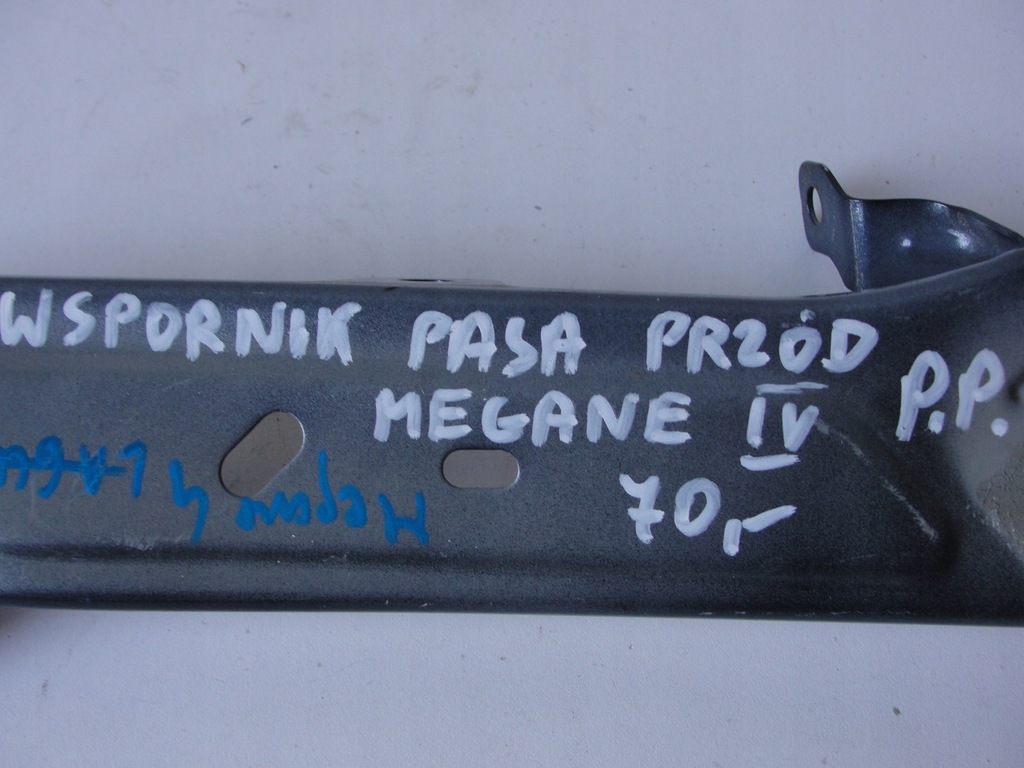 WSPORNIK PASA PRZÓD
MEGANE IV P.P.
70,-